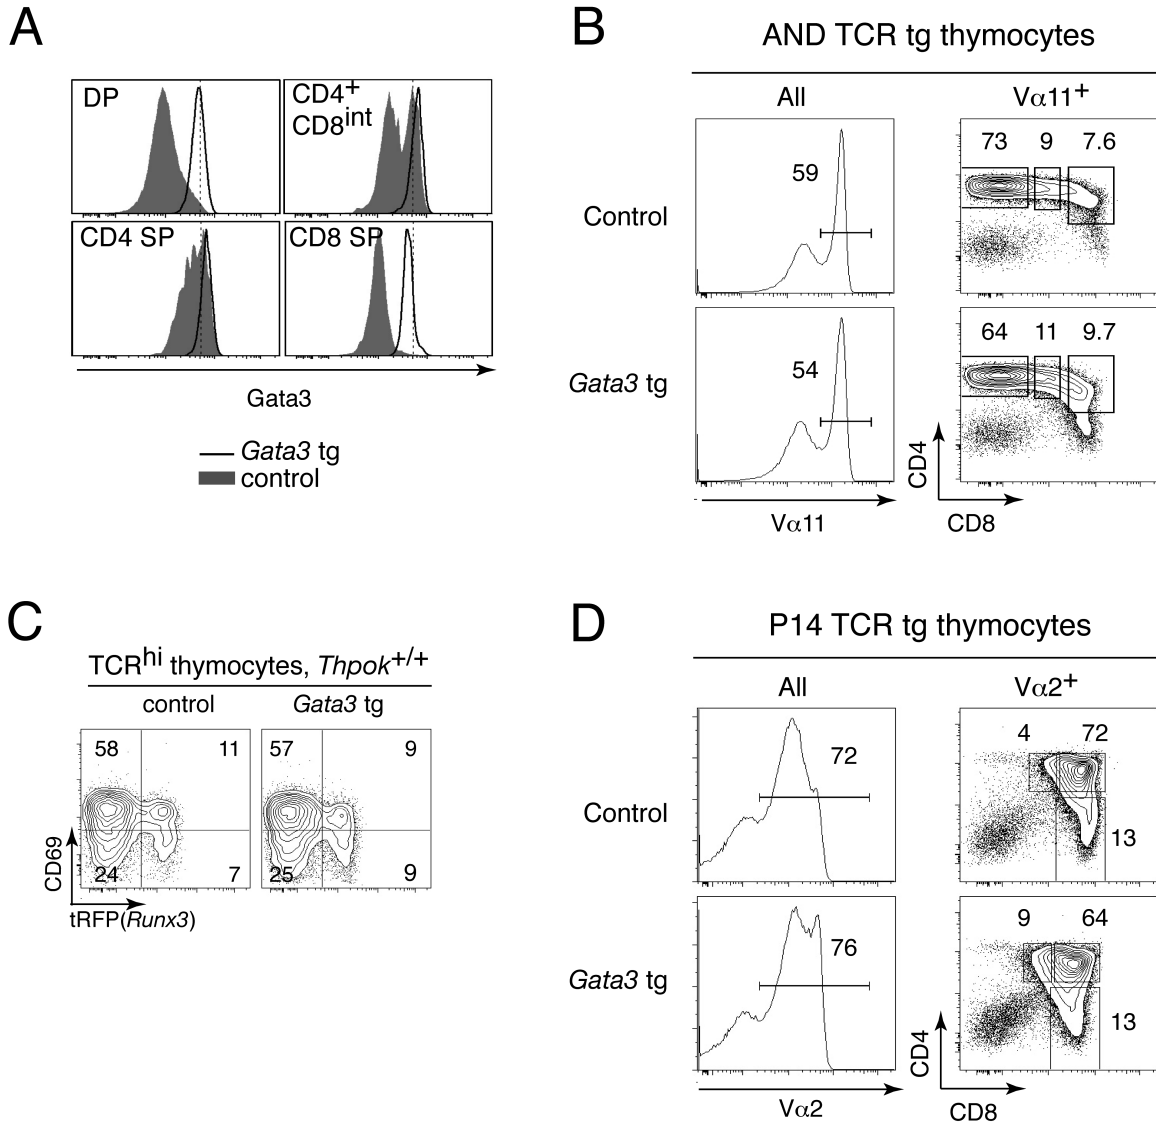 A
DP
CD4+
CD8int
CD4 SP
CD8 SP
Gata3
Gata3 tg
control
B
AND TCR tg thymocytes
All
Vα11+
Control
59
73 9 7.6
Gata3 tg
54
64 11 9.7
Vα11
CD4
CD8
C
TCRhi thymocytes, Thpok+/+
control
Gata3 tg
58 11
57 9
24 7
25 9
CD69
tRFP(Runx3)
D
P14 TCR tg thymocytes
All
Vα2+
Control
72
4 72
13
Gata3 tg
76
9 64
13
Vα2
CD4
CD8